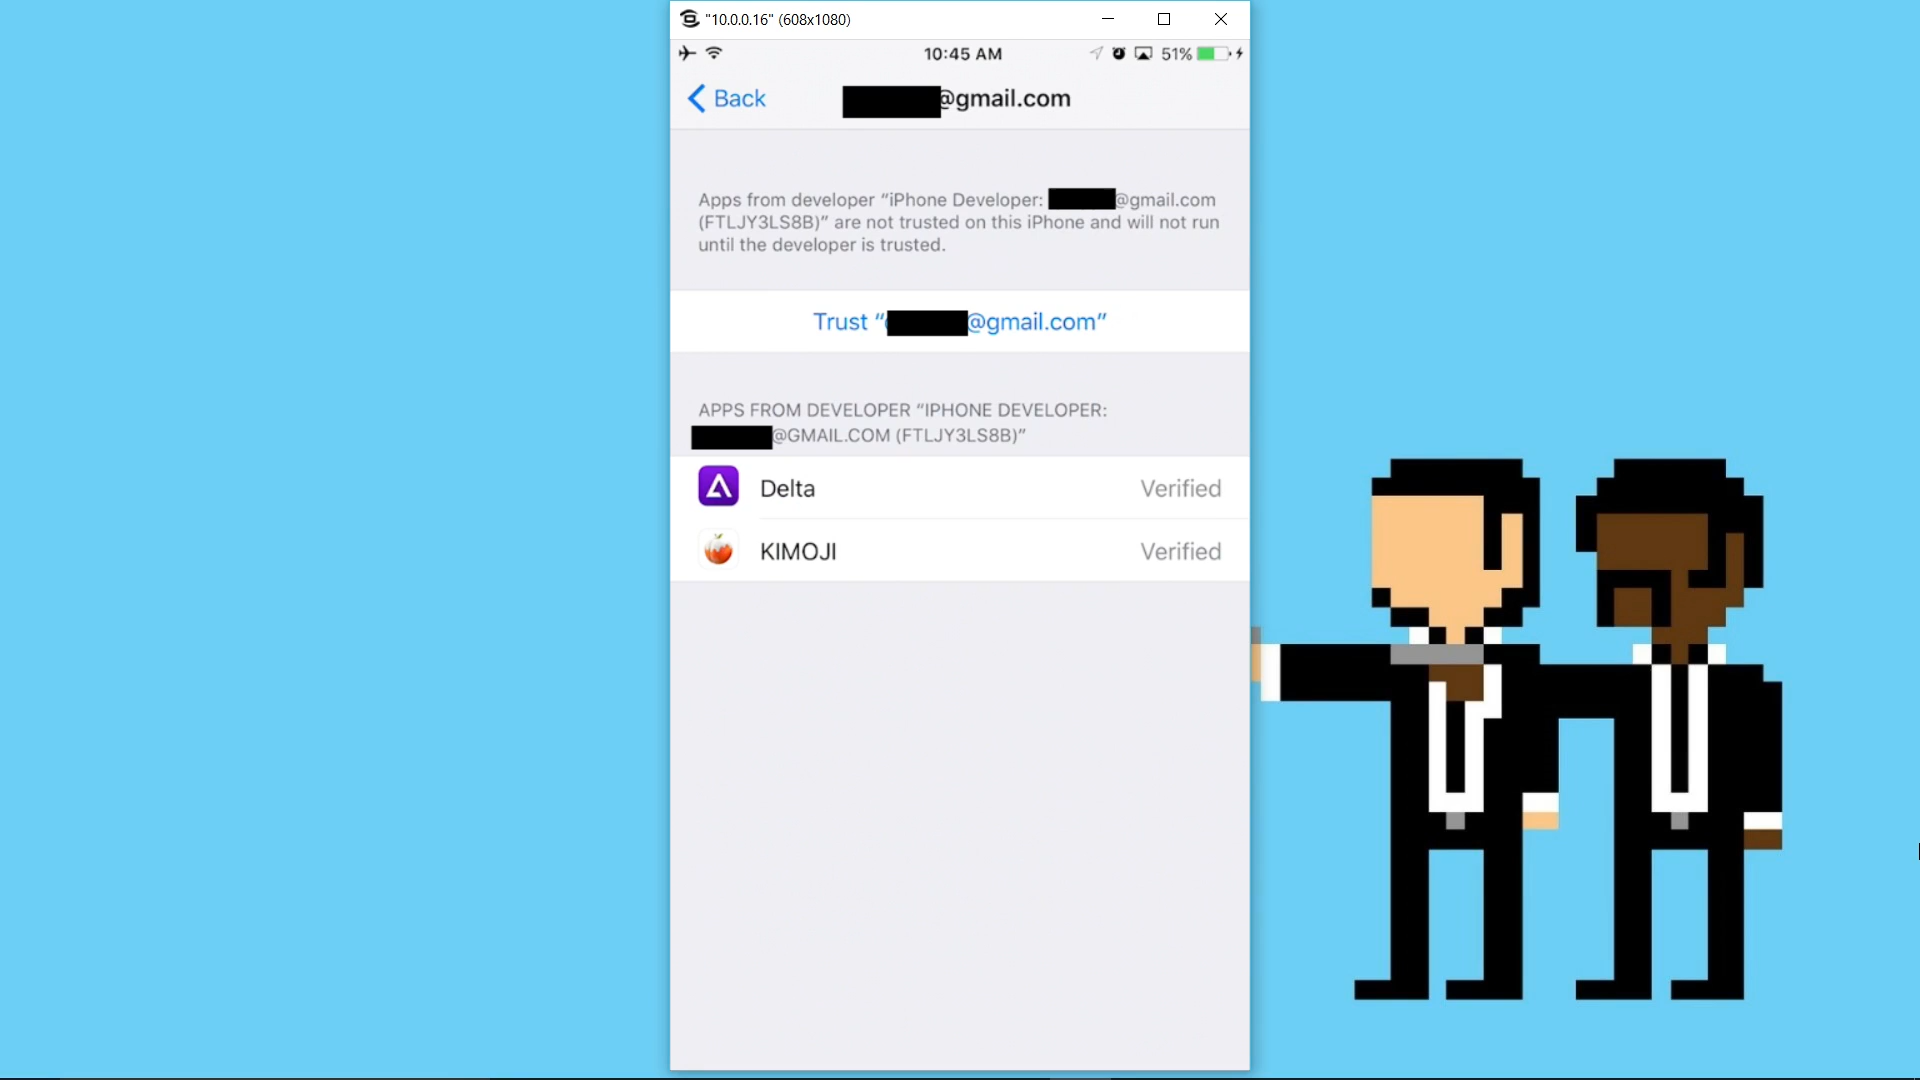 "10.0.0.16" (608x1080)
10:45 AM
51%
Back
@gmail.com
Apps from developer “iPhone Developer: @gmail.com
(FTLJY3LS8B)” are not trusted on this iPhone and will not run
until the developer is trusted.
Trust “@gmail.com”
APPS FROM DEVELOPER “IPHONE DEVELOPER:
@GMAIL.COM (FTLJY3LS8B)”
Delta Verified
KIMOJI Verified